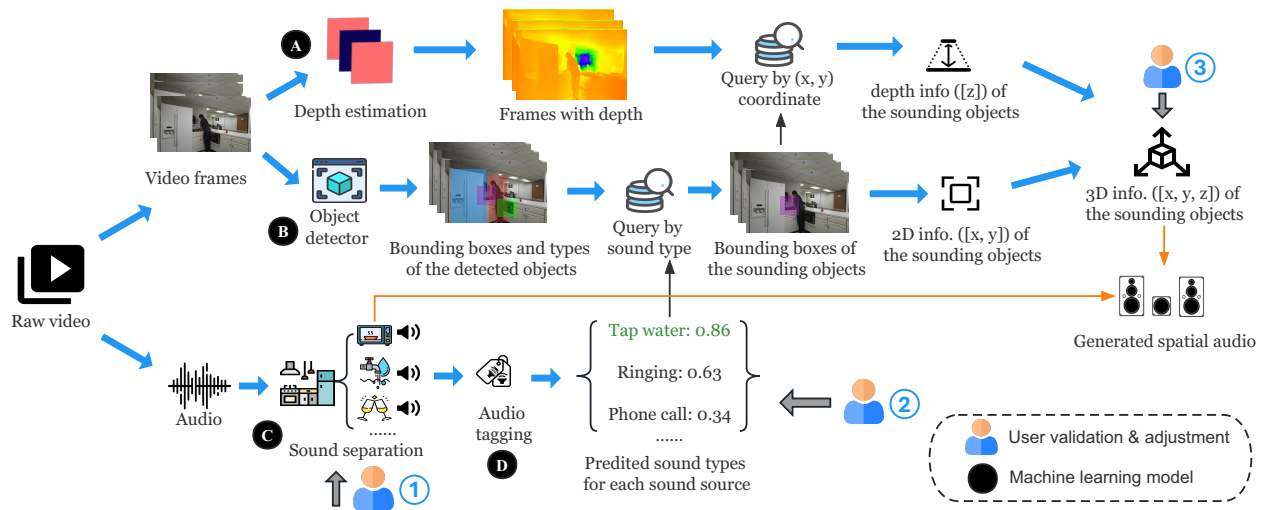 A
Depth estimation
Frames with depth
Query by (x, y)
coordinate
depth info ([z]) of
the sounding objects
3
Video frames
B
Object
detector
Bounding boxes and types
of the detected objects
Query by
sound type
Bounding boxes of
the sounding objects
2D info. ([x, y]) of
the sounding objects
3D info. ([x, y, z]) of
the sounding objects
Raw video
Generated spatial audio
Audio
C
Sound separation
......
1
Audio
tagging
D
Tap water: 0.86
Ringing: 0.63
Phone call: 0.34
......
Predited sound types
for each sound source
2
User validation & adjustment
Machine learning model